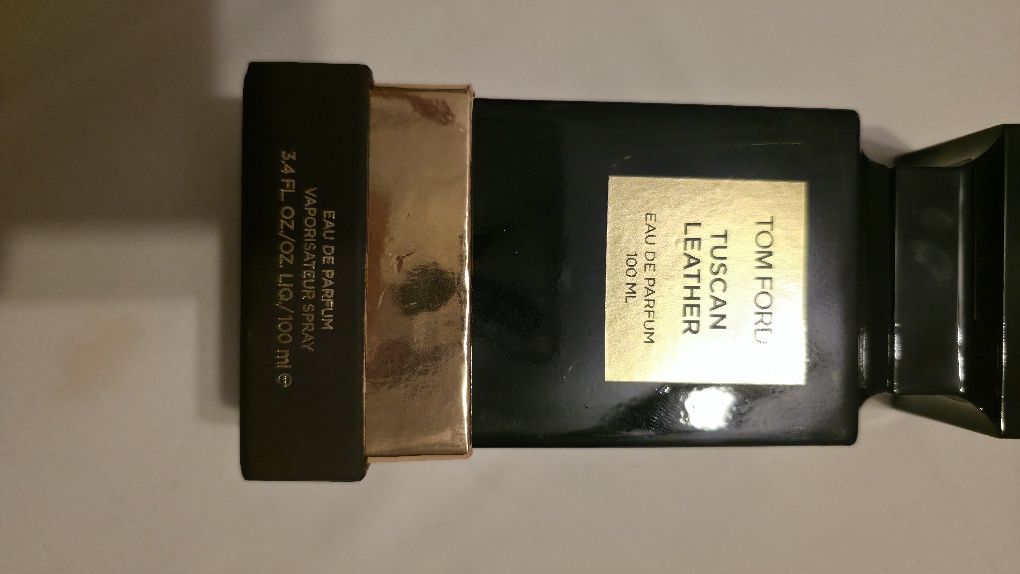 TOM FORD
TUSCAN
LEATHER
EAU DE PARFUM
100 ML
EAU DE PARFUM
VAPORISATEUR SPRAY
3.4 FL. OZ./OZ. LIQ./100 ml ℮